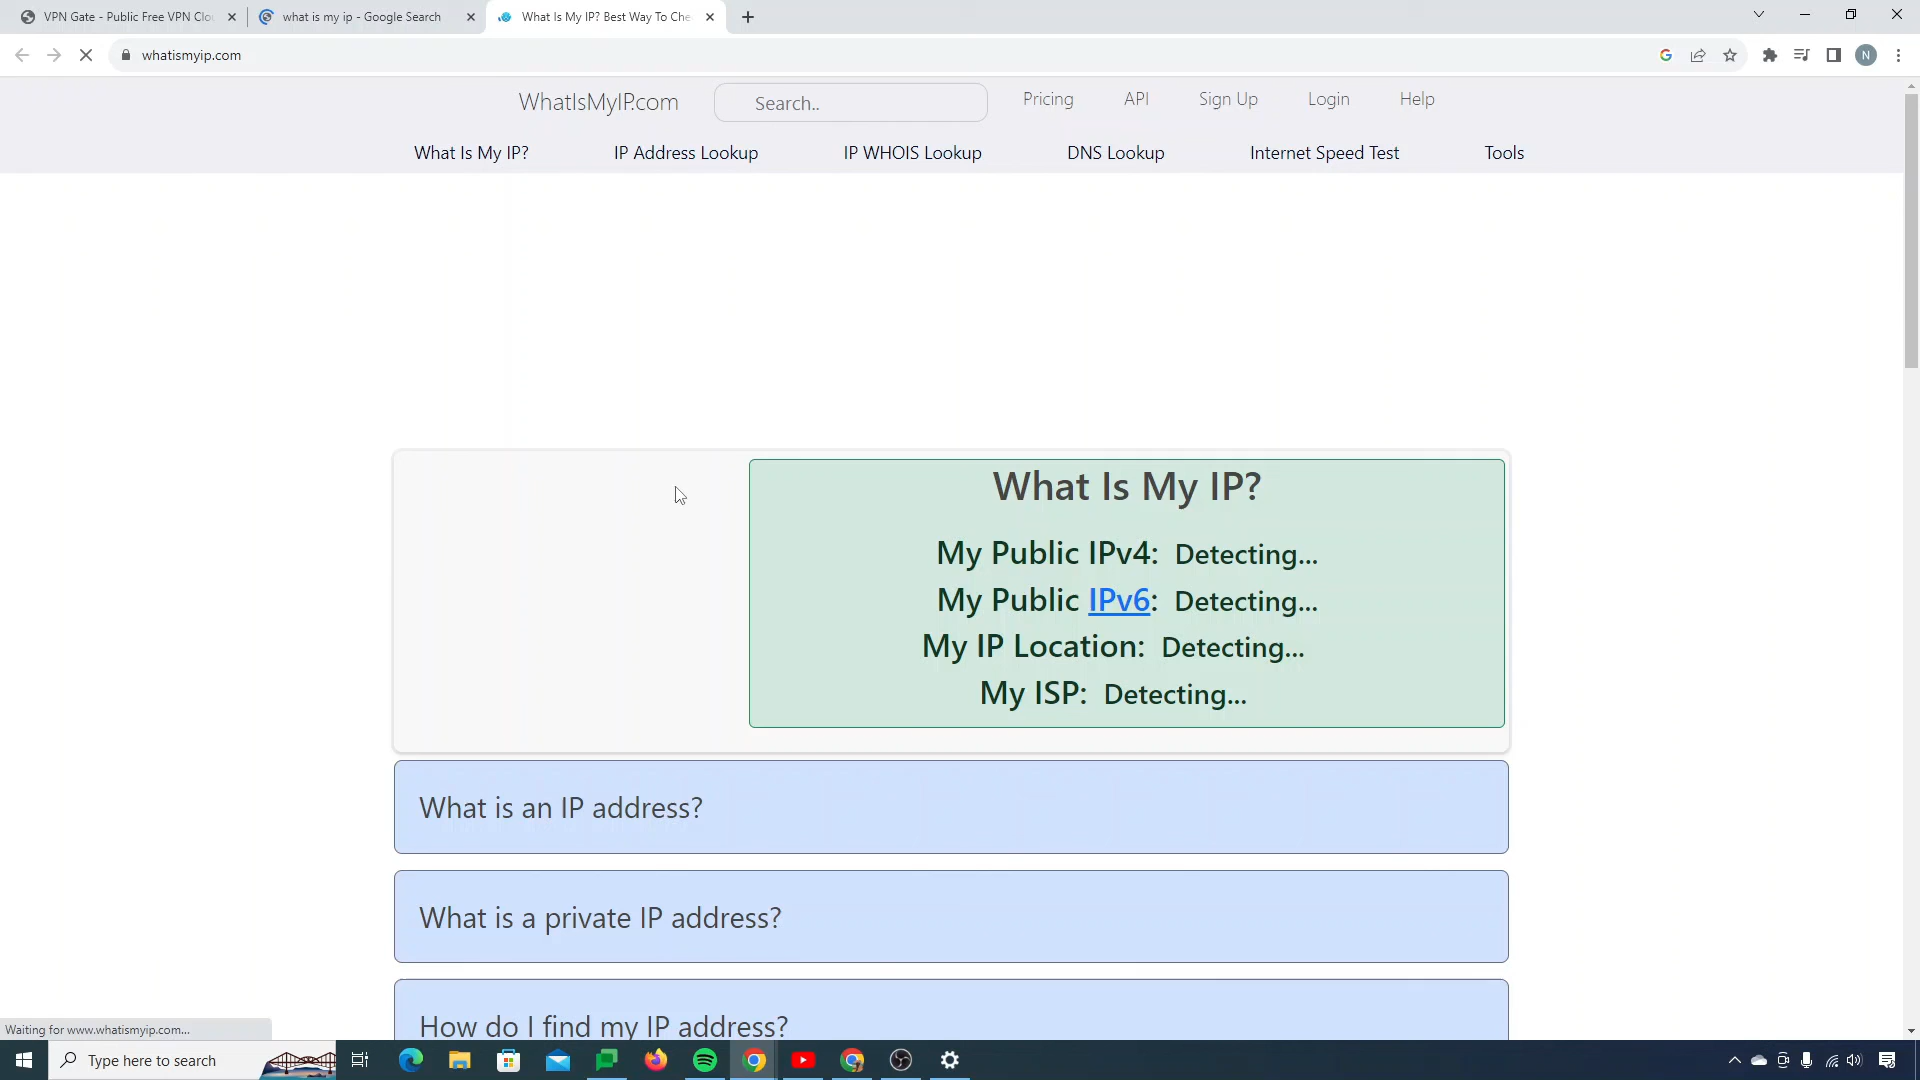 VPN Gate - Public Free VPN Clo
what is my ip - Google Search
What Is My IP? Best Way To Che
whatismyip.com
N
WhatIsMyIP.com
Search..
Pricing
API
Sign Up
Login
Help
What Is My IP?
IP Address Lookup
IP WHOIS Lookup
DNS Lookup
Internet Speed Test
Tools
What Is My IP?
My Public IPv4: Detecting...
My Public IPv6: Detecting...
My IP Location: Detecting...
My ISP: Detecting...
What is an IP address?
What is a private IP address?
How do I find my IP address?
Waiting for www.whatismyip.com...
Type here to search